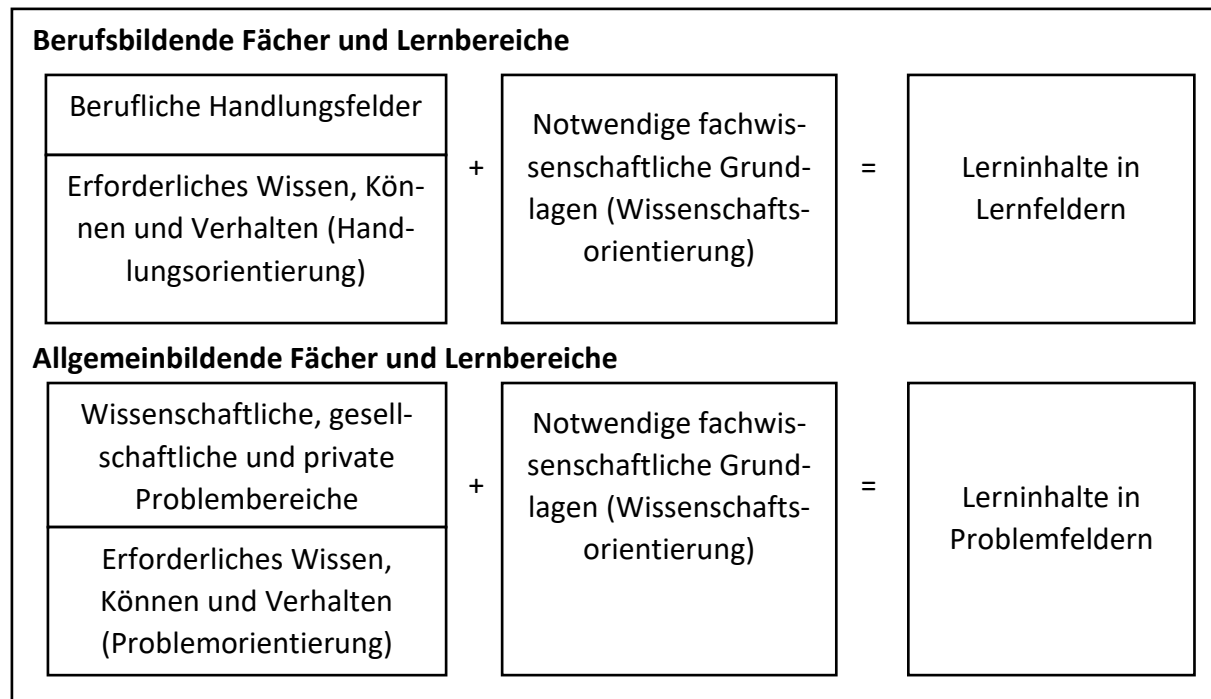 Berufsbildende Fächer und Lernbereiche
Berufliche Handlungsfelder
Erforderliches Wissen, Kön-
nen und Verhalten (Hand-
lungsorientierung)
+
Notwendige fachwis-
senschaftliche Grund-
lagen (Wissenschafts-
orientierung)
=
Lerninhalte in
Lernfeldern
Allgemeinbildende Fächer und Lernbereiche
Wissenschaftliche, gesell-
schaftliche und private
Problembereiche
Erforderliches Wissen,
Können und Verhalten
(Problemorientierung)
+
Notwendige fachwis-
senschaftliche Grund-
lagen (Wissenschafts-
orientierung)
=
Lerninhalte in
Problemfeldern